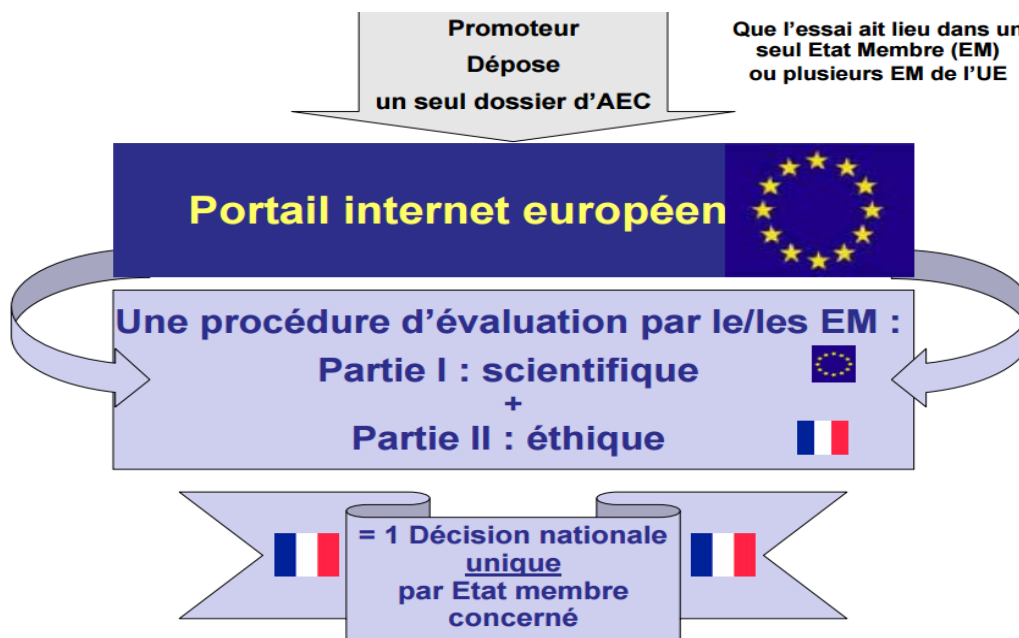 Promoteur
Dépose
un seul dossier d'AEC
Que l'essai ait lieu dans un
seul Etat Membre (EM)
ou plusieurs EM de l'UE
Portail internet européen
Une procédure d'évaluation par le/les EM :
Partie I : scientifique
+
Partie II : éthique
= 1 Décision nationale
unique
par Etat membre
concerné